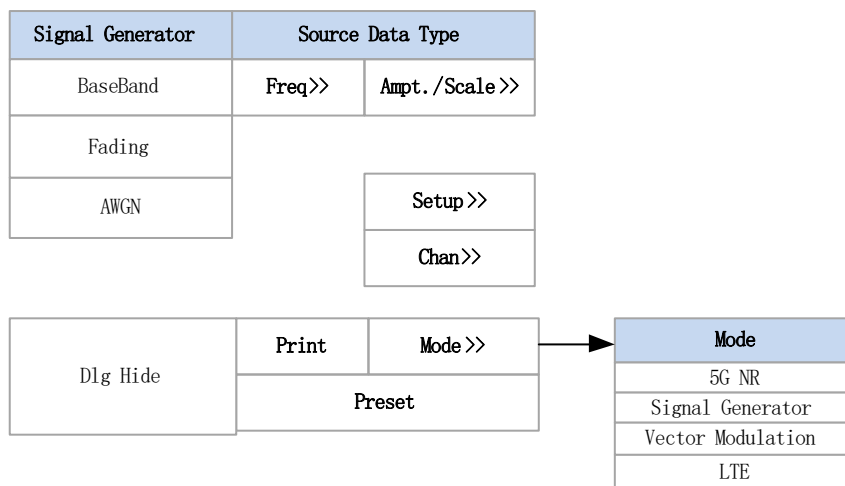 Signal Generator
Source Data Type
BaseBand
Freq>>
Ampt./Scale>>
Fading
AWGN
Setup>>
Chan>>
Dlg Hide
Print
Mode>>
Preset
Mode
5G NR
Signal Generator
Vector Modulation
LTE